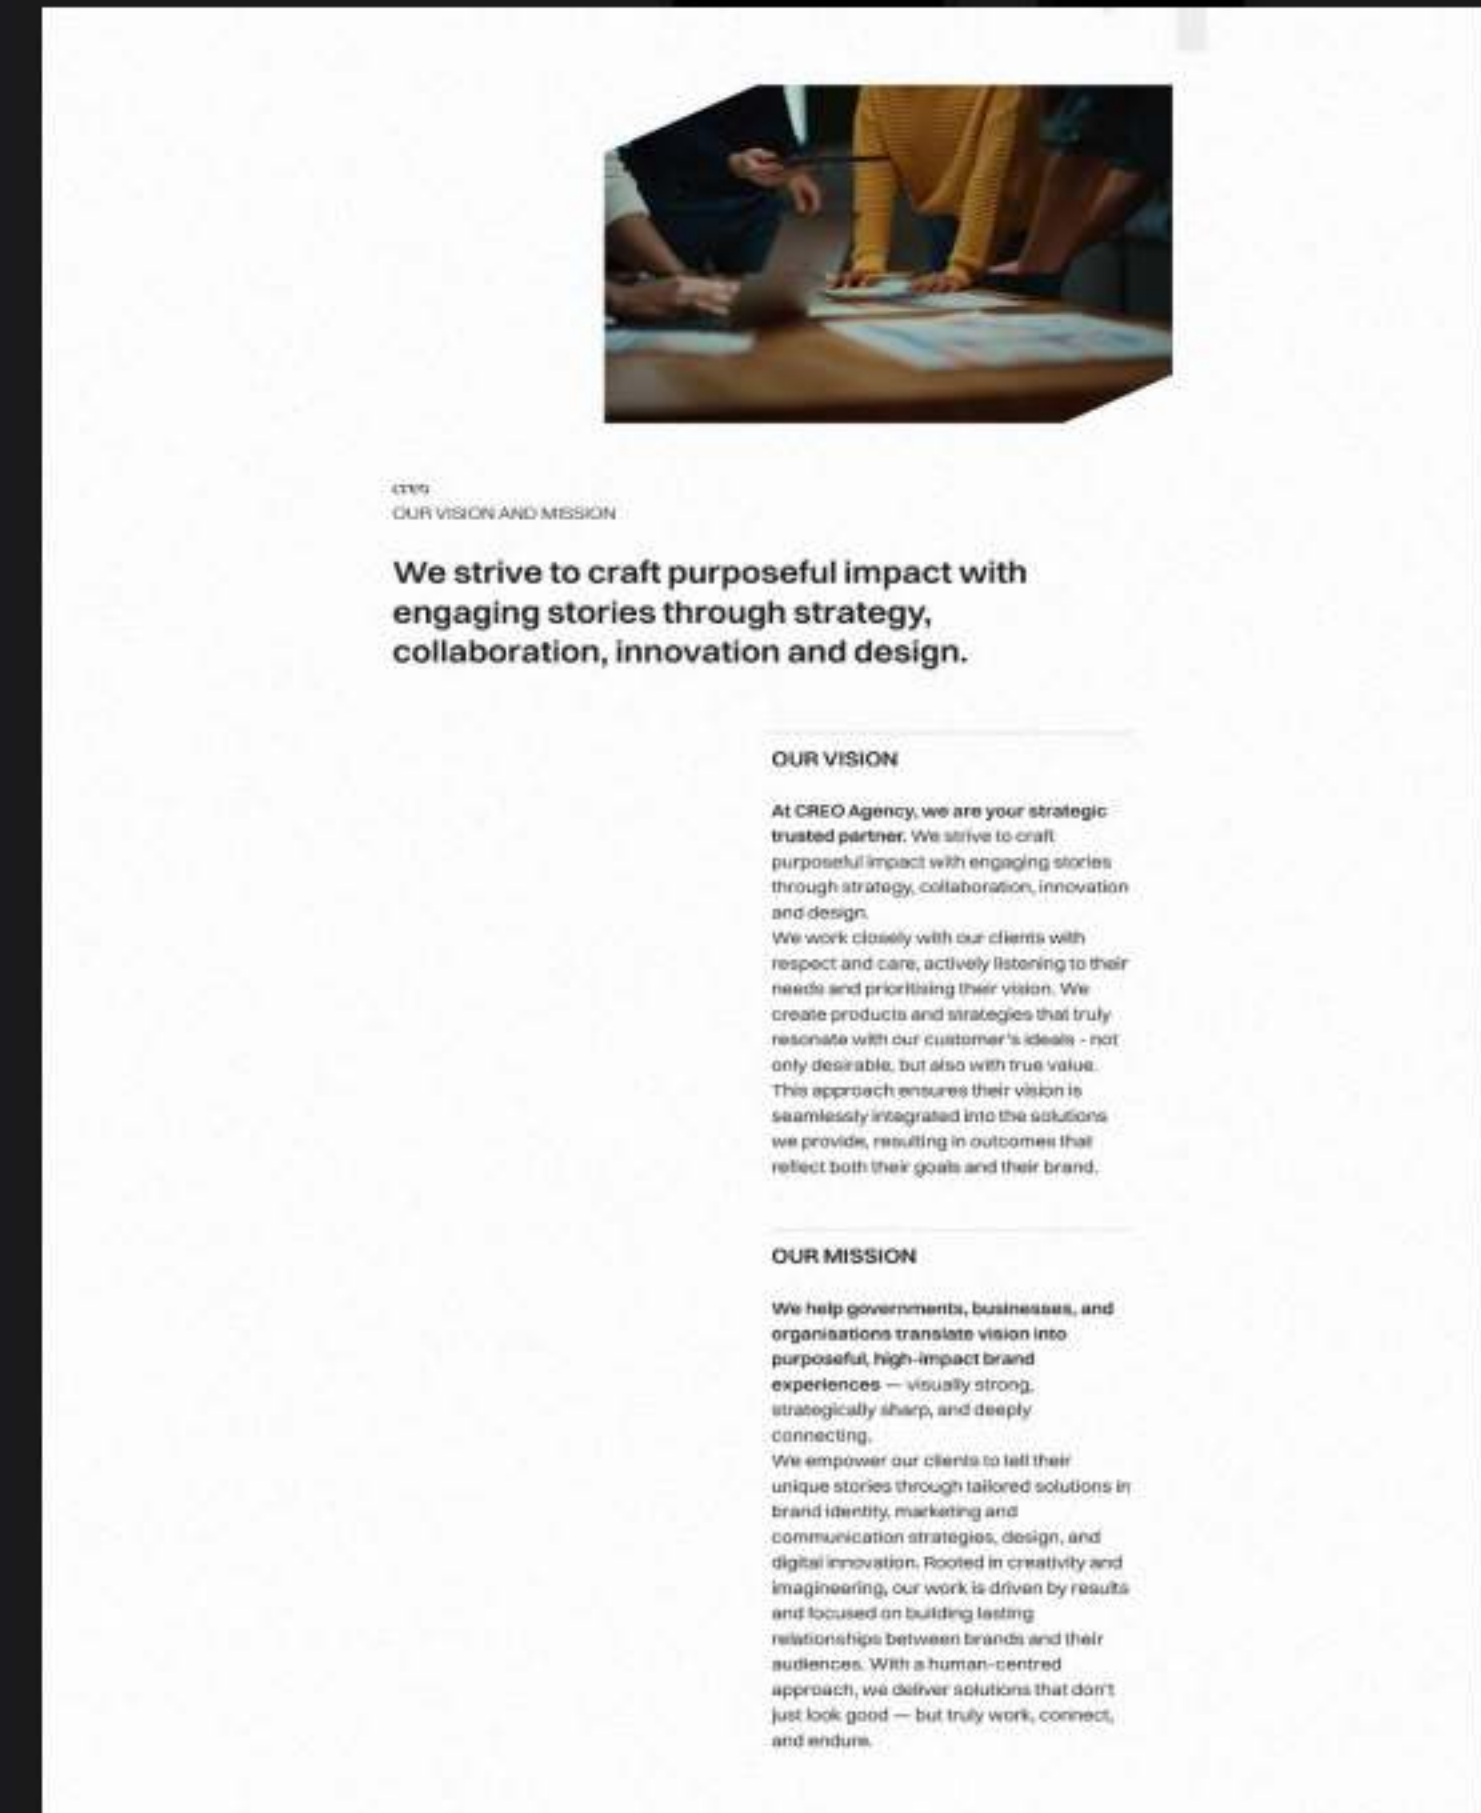 creo
OUR VISION AND MISSION
We strive to craft purposeful impact with
engaging stories through strategy,
collaboration, innovation and design.
OUR VISION
At CREO Agency, we are your strategic
trusted partner. We strive to craft
purposeful impact with engaging stories
through strategy, collaboration, innovation
and design.
We work closely with our clients with
respect and care, actively listening to their
needs and prioritising their vision. We
create products and strategies that truly
resonate with our customer's ideals - not
only desirable, but also with true value.
This approach ensures their vision is
seamlessly integrated into the solutions
we provide, resulting in outcomes that
reflect both their goals and their brand.
OUR MISSION
We help governments, businesses, and
organisations translate vision into
purposeful, high-impact brand
experiences — visually strong,
strategically sharp, and deeply
connecting.
We empower our clients to tell their
unique stories through tailored solutions in
brand identity, marketing and
communication strategies, design, and
digital innovation. Rooted in creativity and
imagineering, our work is driven by results
and focused on building lasting
relationships between brands and their
audiences. With a human-centred
approach, we deliver solutions that don't
just look good — but truly work, connect,
and endure.